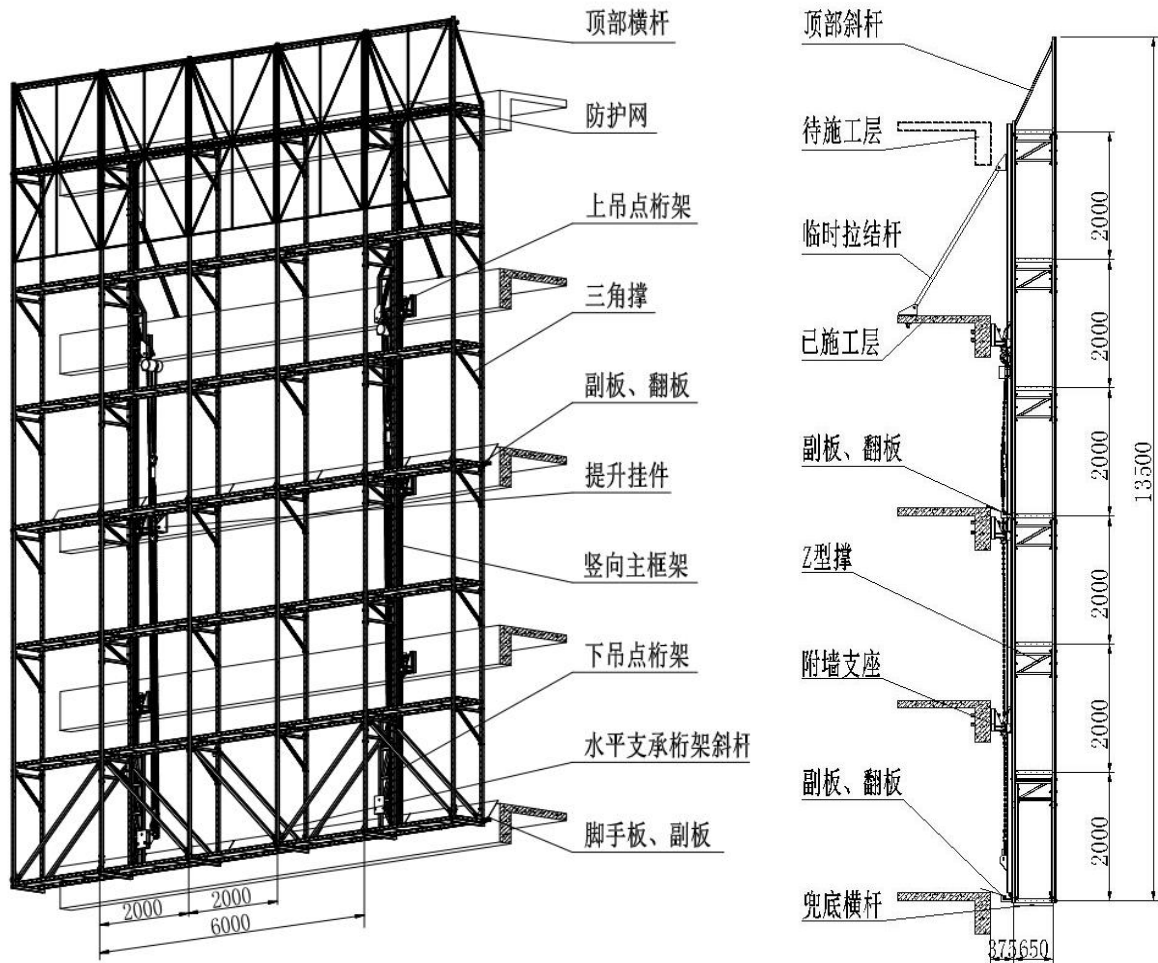 顶部横杆
防护网
上吊点桁架
三角撑
副板、翻板
提升挂件
竖向主框架
下吊点桁架
水平支承桁架斜杆
脚手板、副板
2000
2000
6000
顶部斜杆
待施工层
临时拉结杆
已施工层
副板、翻板
Z型撑
附墙支座
副板、翻板
兜底横杆
2000
2000
2000
2000
2000
2000
13500
375
650